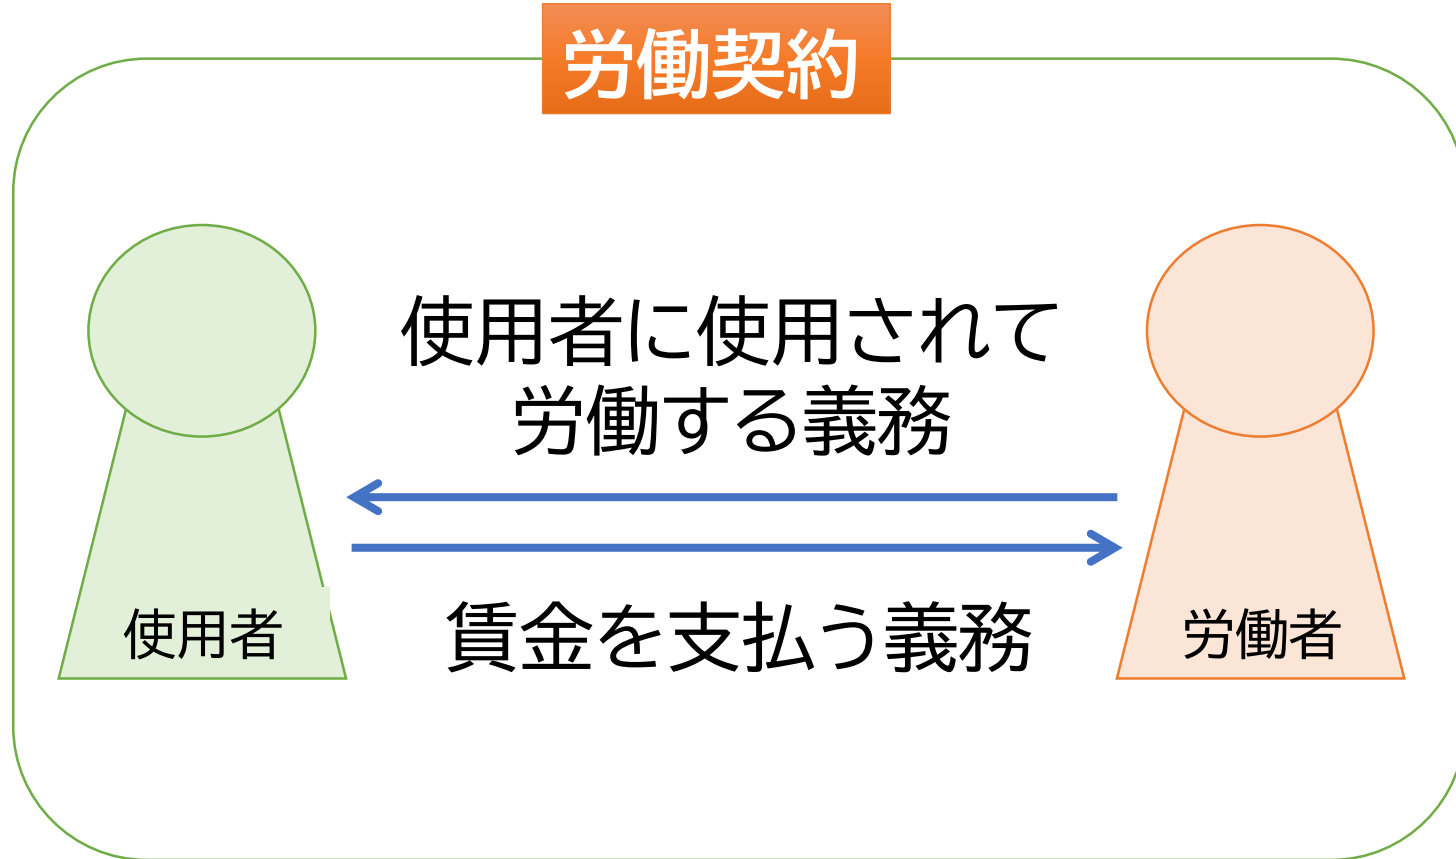 労働契約
使用者に使用されて
労働する義務
使用者
賃金を支払う義務
労働者